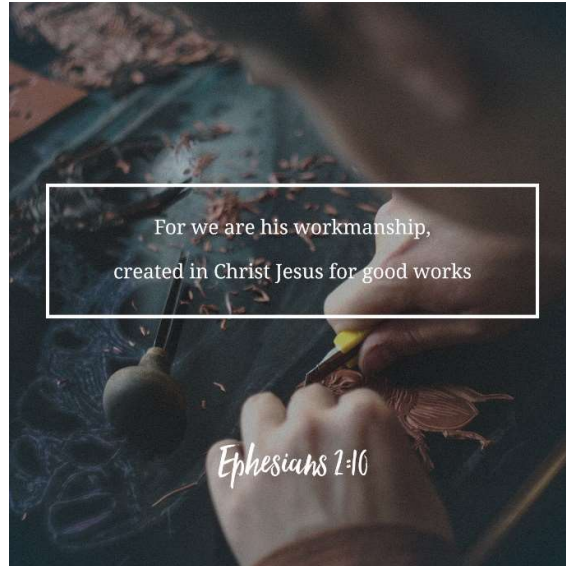 For we are his workmanship,
created in Christ Jesus for good works
Ephesians 2:10